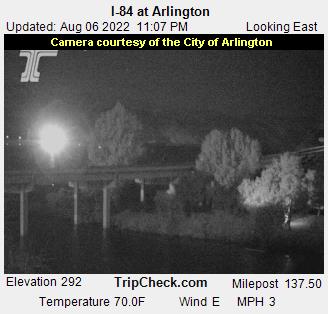 I-84 at Arlington
Updated: Aug 06 2022 11:07 PM Looking East
Camera courtesy of the City of Arlington
Elevation 292 TripCheck.com Milepost 137.50
Temperature 70.0F Wind E MPH 3